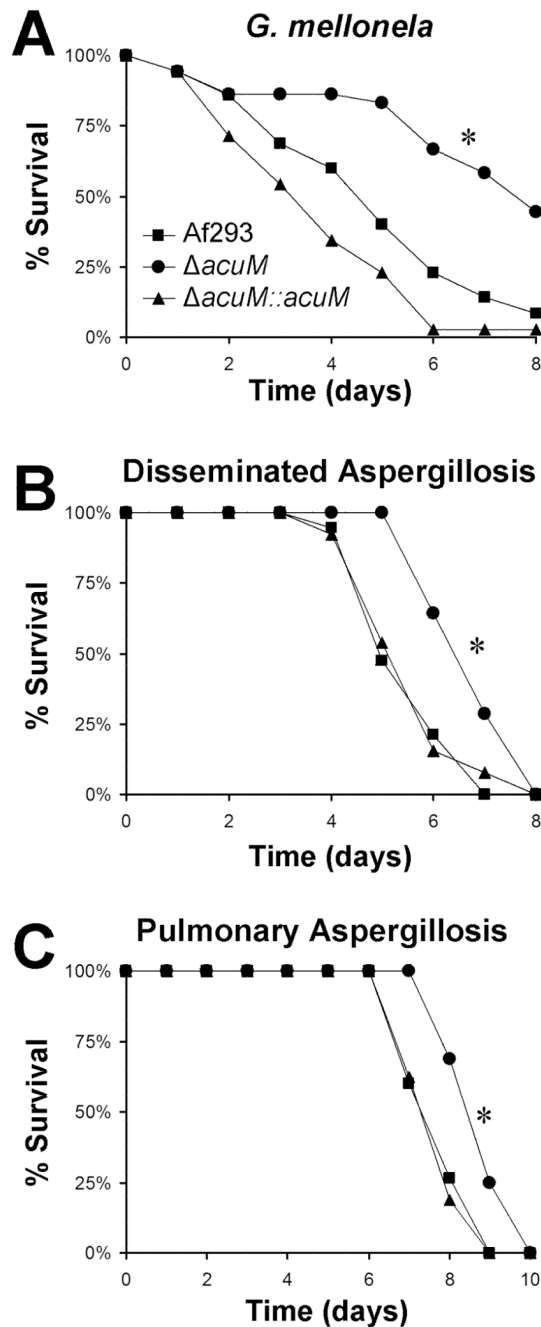 A
G. mellonela
100%
75%
50%
25%
0%
% Survival
*
Af293
ΔacuM
ΔacuM::acuM
0 2 4 6 8
Time (days)
B
Disseminated Aspergillosis
100%
75%
50%
25%
0%
% Survival
*
0 2 4 6 8
Time (days)
C
Pulmonary Aspergillosis
100%
75%
50%
25%
0%
% Survival
*
0 2 4 6 8 10
Time (days)